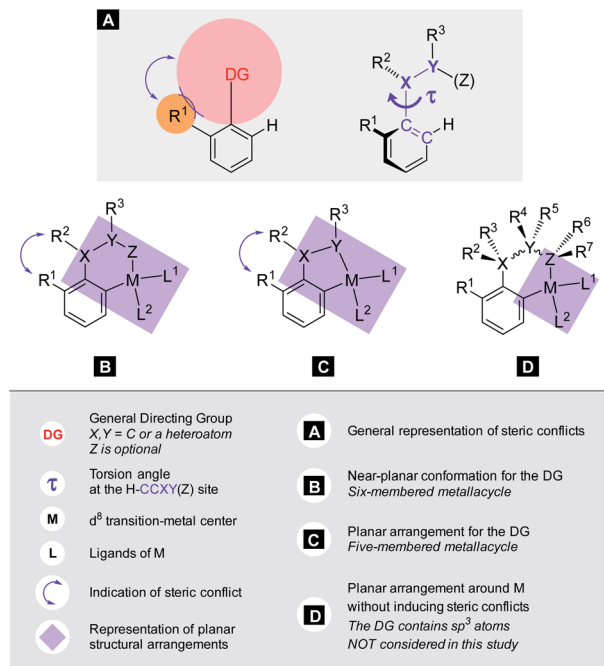 A
DG
R1
H
R3
R2
X
Y
(Z)
τ
R1
C
C
H
R3
R2
Y
X
Z
R1
M
L1
L2
B
R3
R2
Y
X
R1
M
L1
L2
C
R4
R5
R3
R6
R2
X
Y
Z
R7
R1
M
L1
L2
D
DG
General Directing Group
X,Y = C or a heteroatom
Z is optional
τ
Torsion angle
at the H-CCXY(Z) site
M
d8 transition-metal center
L
Ligands of M
Indication of steric conflict
Representation of planar
structural arrangements
A
General representation of steric conflicts
B
Near-planar conformation for the DG
Six-membered metallacycle
C
Planar arrangement for the DG
Five-membered metallacycle
D
Planar arrangement around M
without inducing steric conflicts
The DG contains sp3 atoms
NOT considered in this study